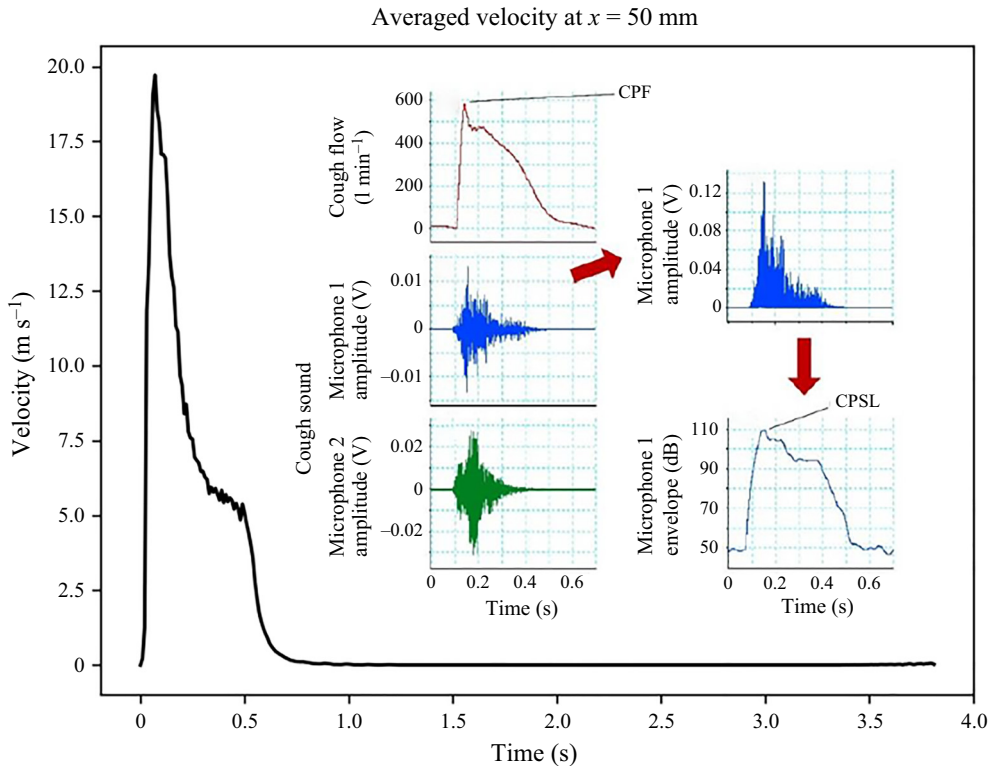 Averaged velocity at x = 50 mm
20.0
17.5
15.0
12.5
10.0
7.5
5.0
2.5
0
Velocity (m s⁻¹)
0
0.5
1.0
1.5
2.0
2.5
3.0
3.5
4.0
Time (s)
CPF
600
400
200
0
Cough flow
(l min⁻¹)
Cough sound
Microphone 1
amplitude (V)
0.01
0
–0.01
Microphone 2
amplitude (V)
0.02
0
–0.02
0
0.2
0.4
0.6
Time (s)
Microphone 1
amplitude (V)
0.12
0.08
0.04
0
CPSL
Microphone 1
envelope (dB)
110
90
70
50
0
0.2
0.4
0.6
Time (s)